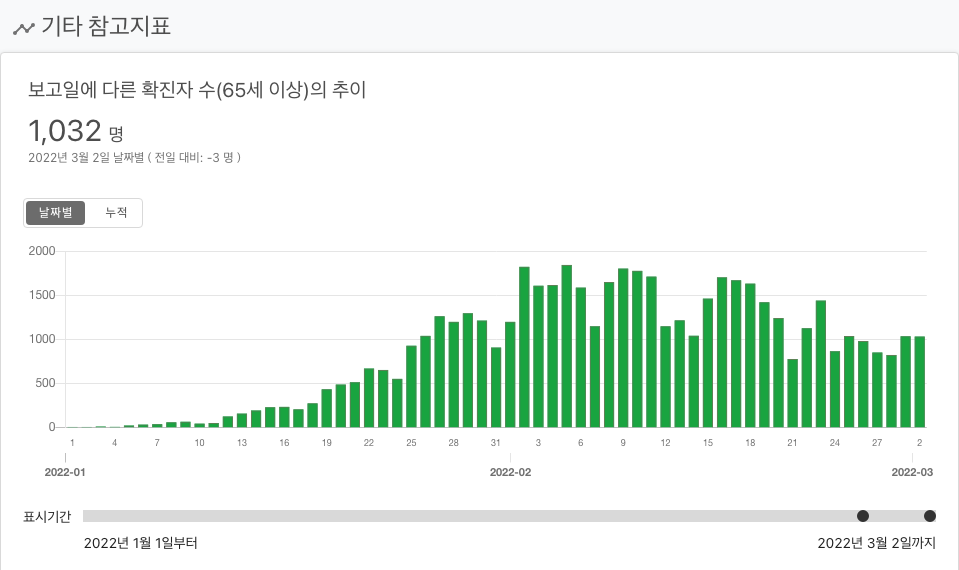 기타 참고지표
보고일에 다른 확진자 수(65세 이상)의 추이
1,032 명
2022년 3월 2일 날짜별 ( 전일 대비: -3 명 )
날짜별 누적
2000
1500
1000
500
0
1 4 7 10 13 16 19 22 25 28 31 3 6 9 12 15 18 21 24 27 2
2022-01 2022-02 2022-03
표시기간
2022년 1월 1일부터 2022년 3월 2일까지